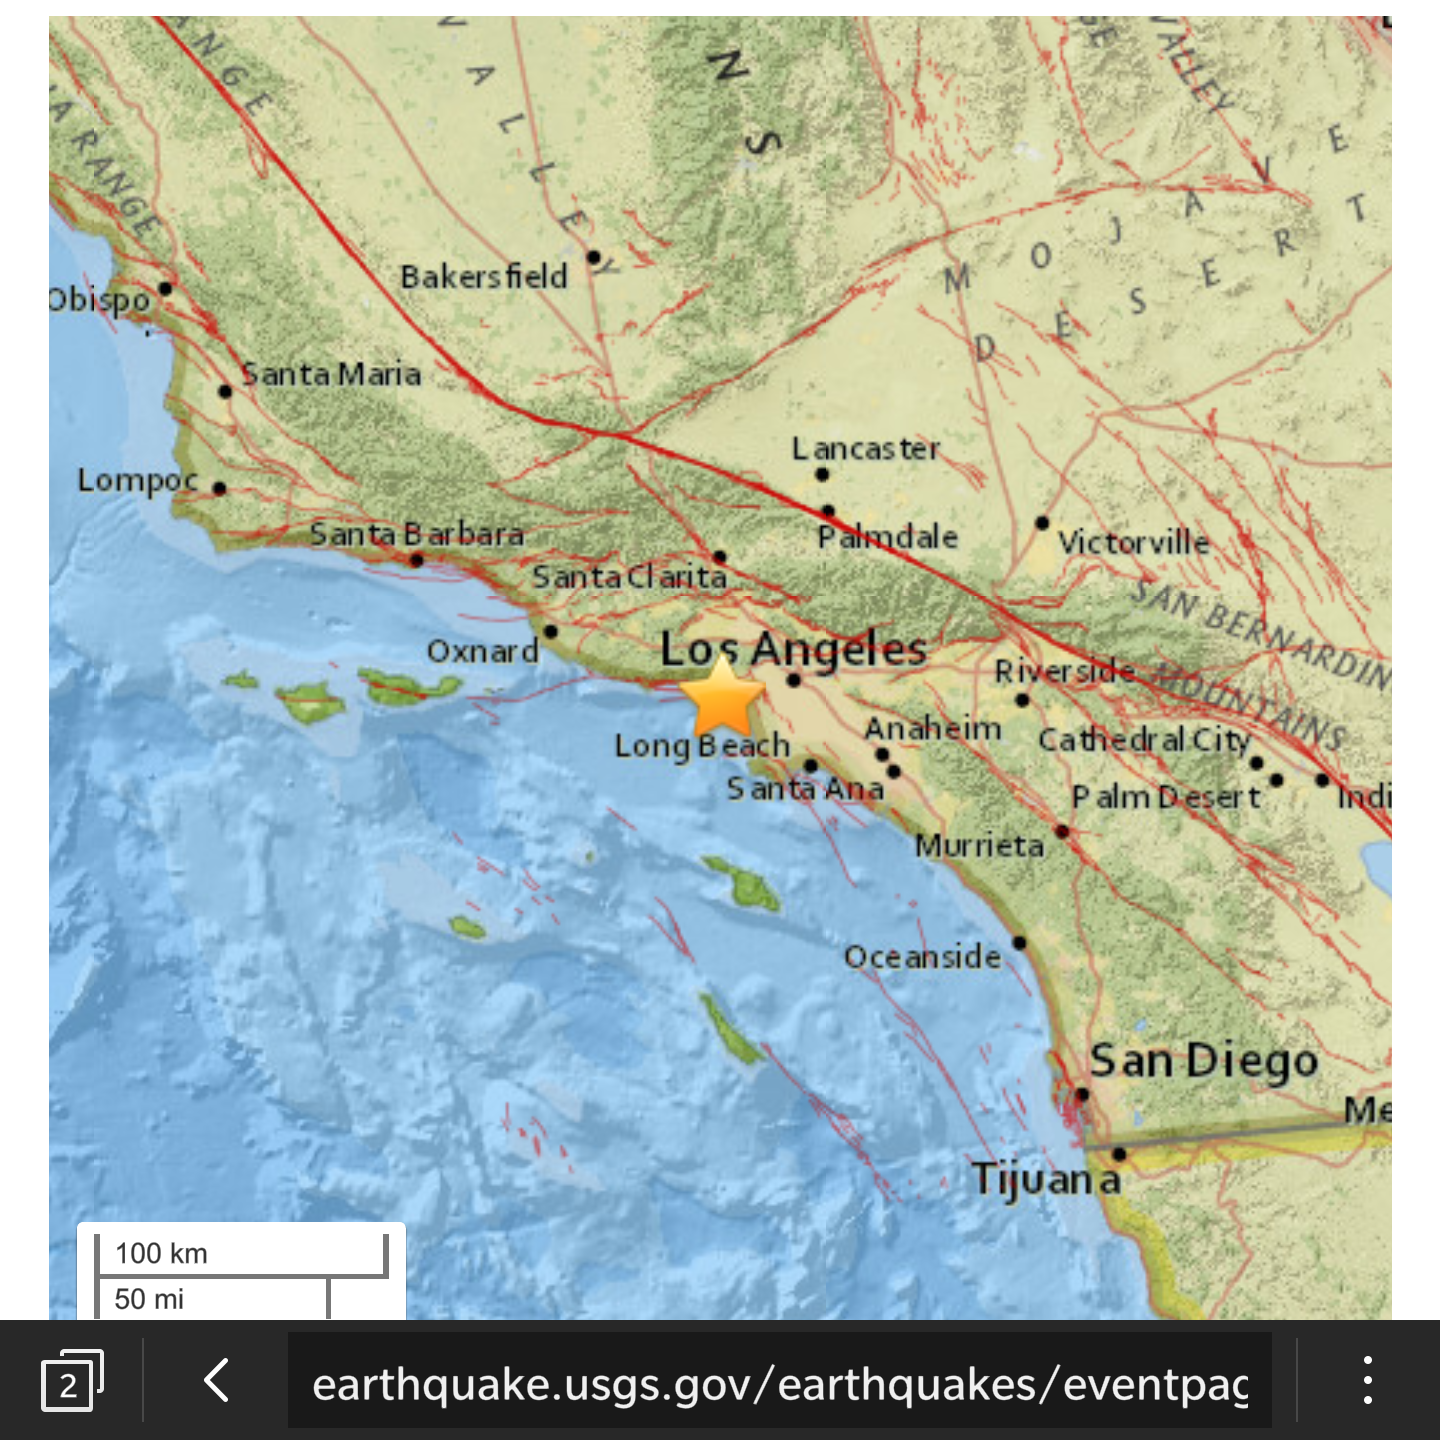 ANGE
VALLEY
N
S
GE
VALLEY
A RANGE
MOJAVE
DESERT
Bakersfield
Obispo
Santa Maria
Lancaster
Lompoc
Santa Barbara
Palmdale
Victorville
Santa Clarita
SAN BERNARDIN
MOUNTAINS
Oxnard
Los Angeles
Riverside
Long Beach
Anaheim
Cathedral City
Santa Ana
Palm Desert
Indi
Murrieta
Oceanside
San Diego
Me
Tijuana
100 km
50 mi
2
earthquake.usgs.gov/earthquakes/eventpag